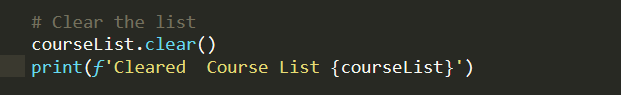 # Clear the list
courseList.clear()
print(f'Cleared  Course List {courseList}')